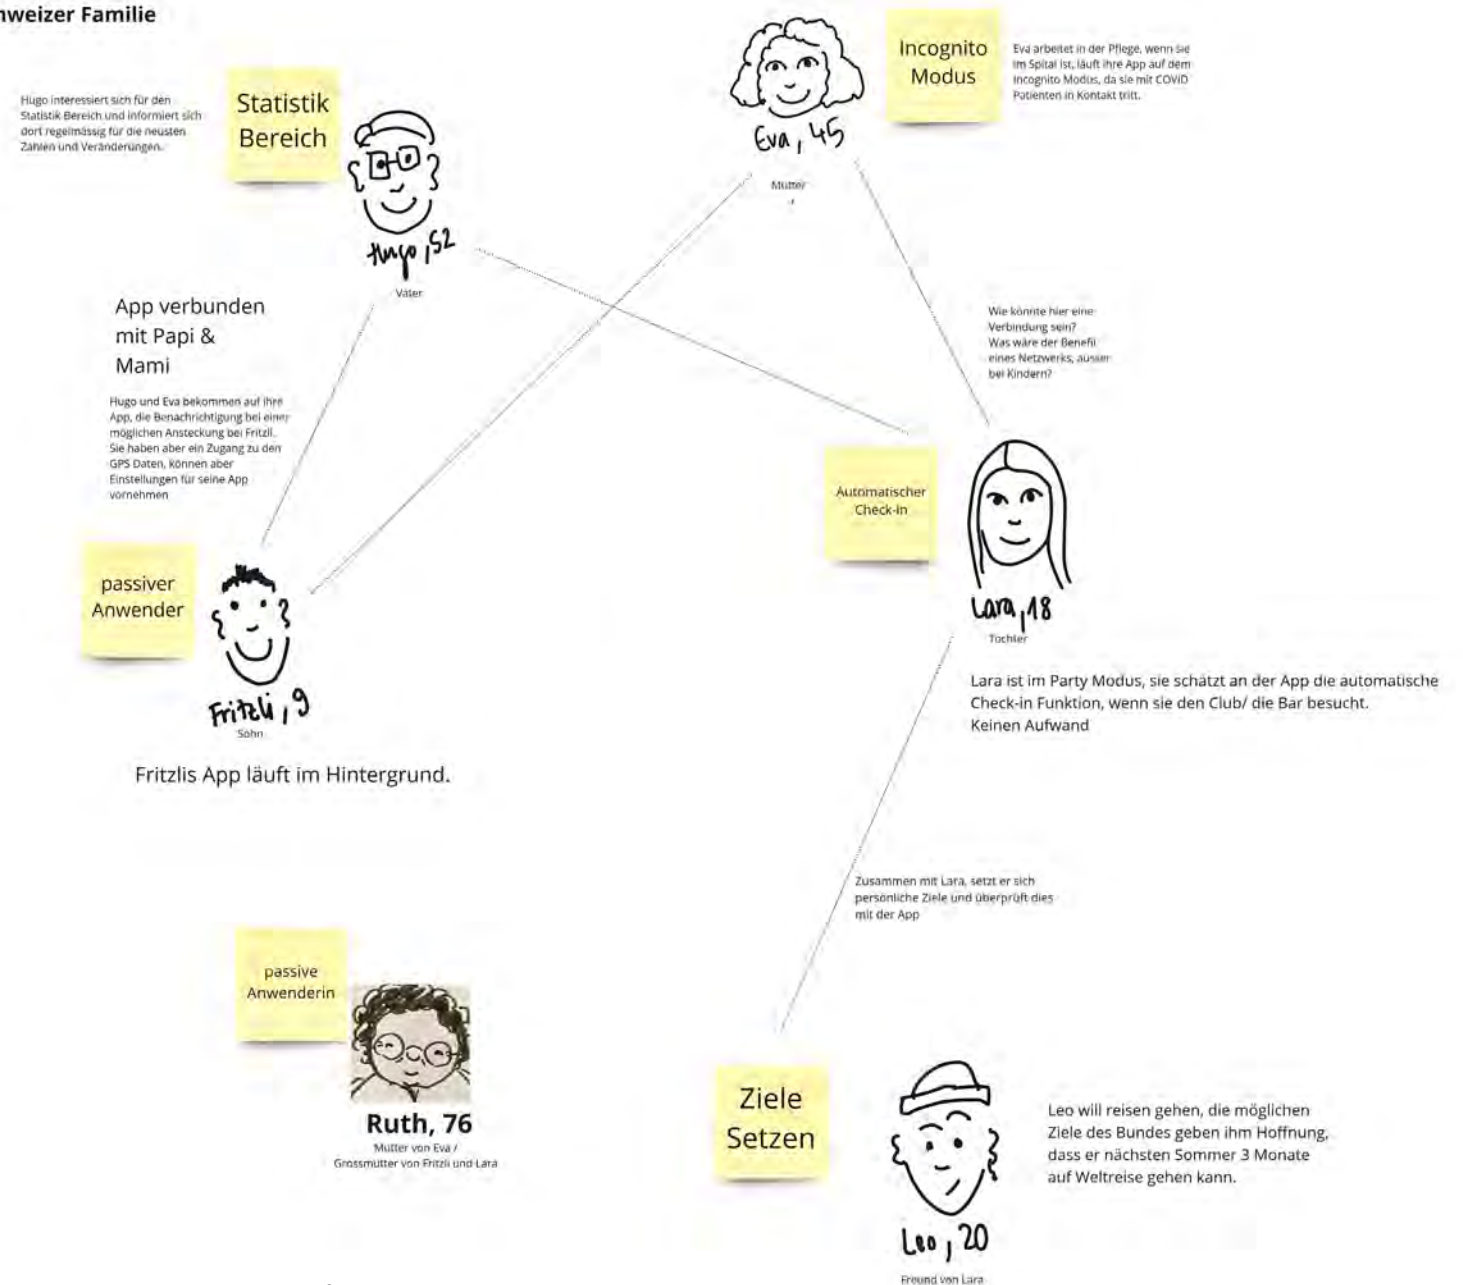 weizer Familie
Hugo interessiert sich für den
Statistik Bereich und informiert sich
dort regelmässig für die neusten
Zahlen und Veränderungen.
Statistik
Bereich
Hugo, 52
Vater
Eva, 45
Mutter
Incognito
Modus
Eva arbeitet in der Pflege, wenn sie
im Spital ist, läuft ihre App auf dem
Incognito Modus, da sie mit COVID
Patienten in Kontakt tritt.
App verbunden
mit Papi &
Mami
Hugo und Eva bekommen auf ihre
App, die Benachrichtigung bei einer
möglichen Ansteckung bei Fritzli.
Sie haben aber ein Zugang zu den
GPS Daten, können aber
Einstellungen für seine App
vornehmen
Wie könnte hier eine
Verbindung sein?
Was wäre der Benefit
eines Netzwerks, ausser
bei Kindern?
passiver
Anwender
Fritzli, 9
Sohn
Fritzlis App läuft im Hintergrund.
Automatischer
Check-in
Lara, 18
Tochter
Lara ist im Party Modus, sie schätzt an der App die automatische
Check-in Funktion, wenn sie den Club/ die Bar besucht.
Keinen Aufwand
Zusammen mit Lara, setzt er sich
persönliche Ziele und überprüft dies
mit der App
passive
Anwenderin
Ruth, 76
Mutter von Eva /
Grossmutter von Fritzli und Lara
Ziele
Setzen
Leo, 20
Freund von Lara
Leo will reisen gehen, die möglichen
Ziele des Bundes geben ihm Hoffnung,
dass er nächsten Sommer 3 Monate
auf Weltreise gehen kann.